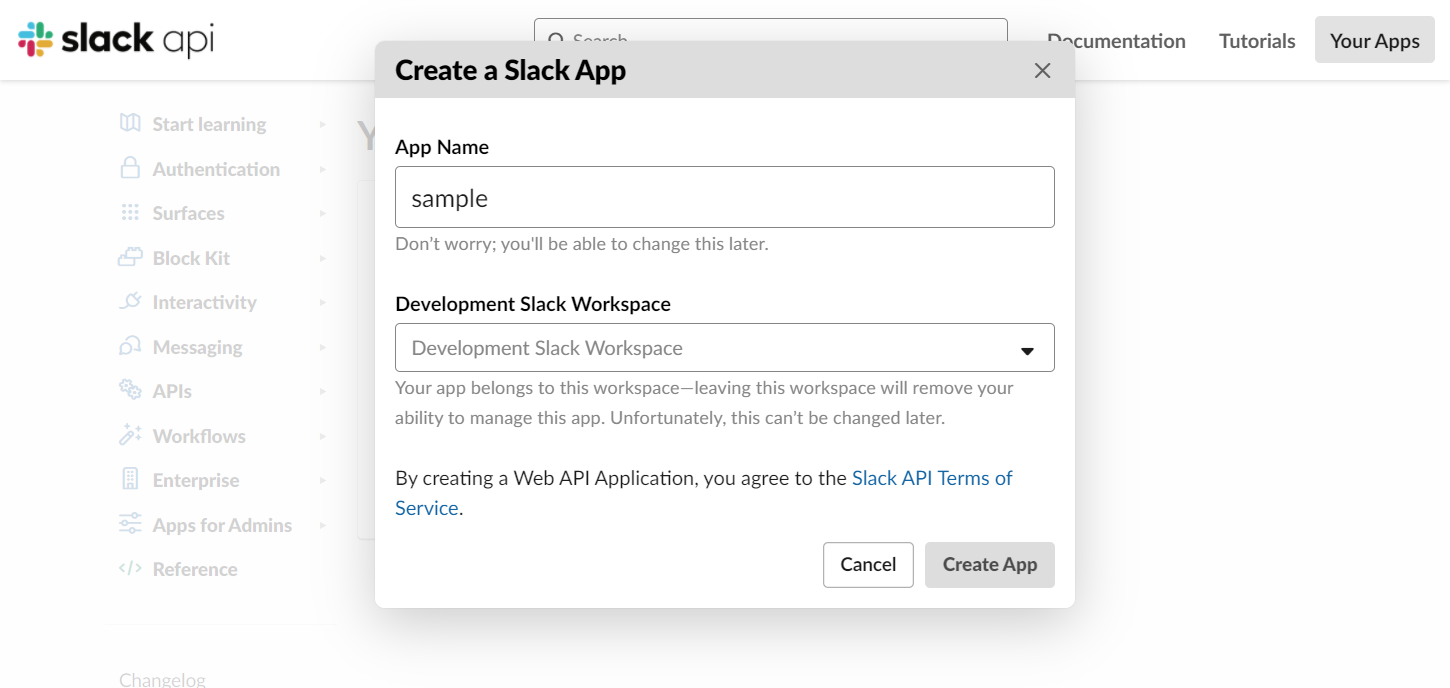 slack api
Search
Documentation
Tutorials
Your Apps
Create a Slack App
App Name
sample
Don’t worry; you'll be able to change this later.
Development Slack Workspace
Development Slack Workspace
Your app belongs to this workspace—leaving this workspace will remove your
ability to manage this app. Unfortunately, this can’t be changed later.
By creating a Web API Application, you agree to the Slack API Terms of
Service.
Cancel
Create App
Start learning
Authentication
Surfaces
Block Kit
Interactivity
Messaging
APIs
Workflows
Enterprise
Apps for Admins
Reference
Changelog